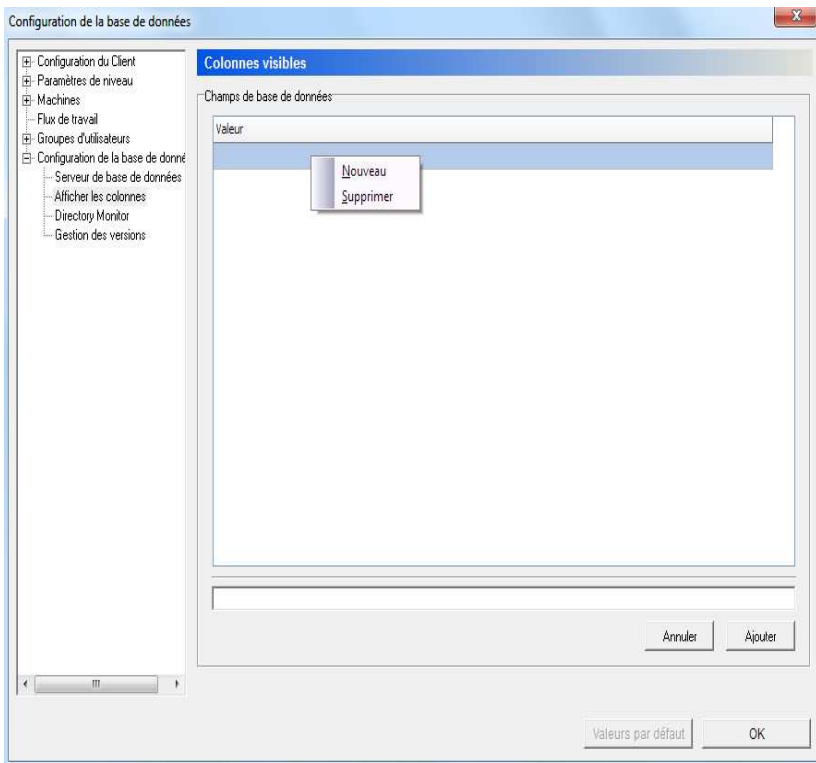 Configuration de la base de données
X
Configuration du Client
Paramètres de niveau
Machines
Flux de travail
Groupes d'utilisateurs
Configuration de la base de donné
Serveur de base de données
Afficher les colonnes
Directory Monitor
Gestion des versions
Colonnes visibles
Champs de base de données
Valeur
Nouveau
Supprimer
Annuler
Ajouter
Valeurs par défaut
OK